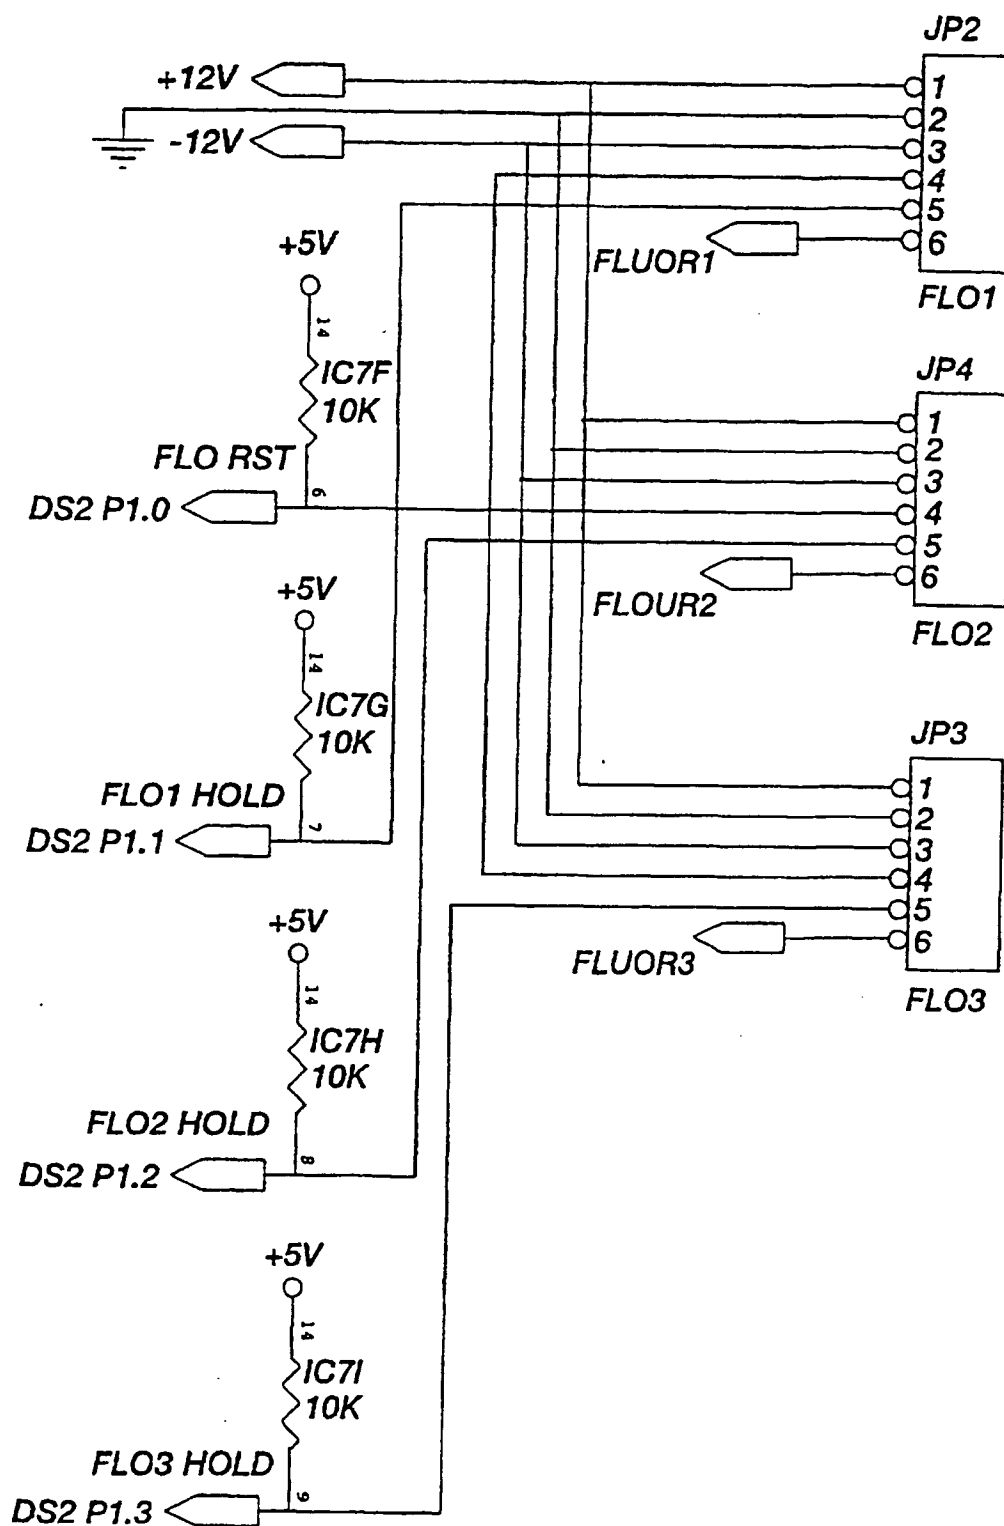 JP2
+12V
1
2
-12V
3
4
5
6
FLUOR1
FLO1
+5V
14
IC7F
10K
FLO RST
6
DS2 P1.0
JP4
1
2
3
4
5
6
FLOUR2
FLO2
+5V
14
IC7G
10K
FLO1 HOLD
7
DS2 P1.1
JP3
1
2
3
4
5
6
FLUOR3
FLO3
+5V
14
IC7H
10K
FLO2 HOLD
8
DS2 P1.2
+5V
14
IC7I
10K
FLO3 HOLD
9
DS2 P1.3